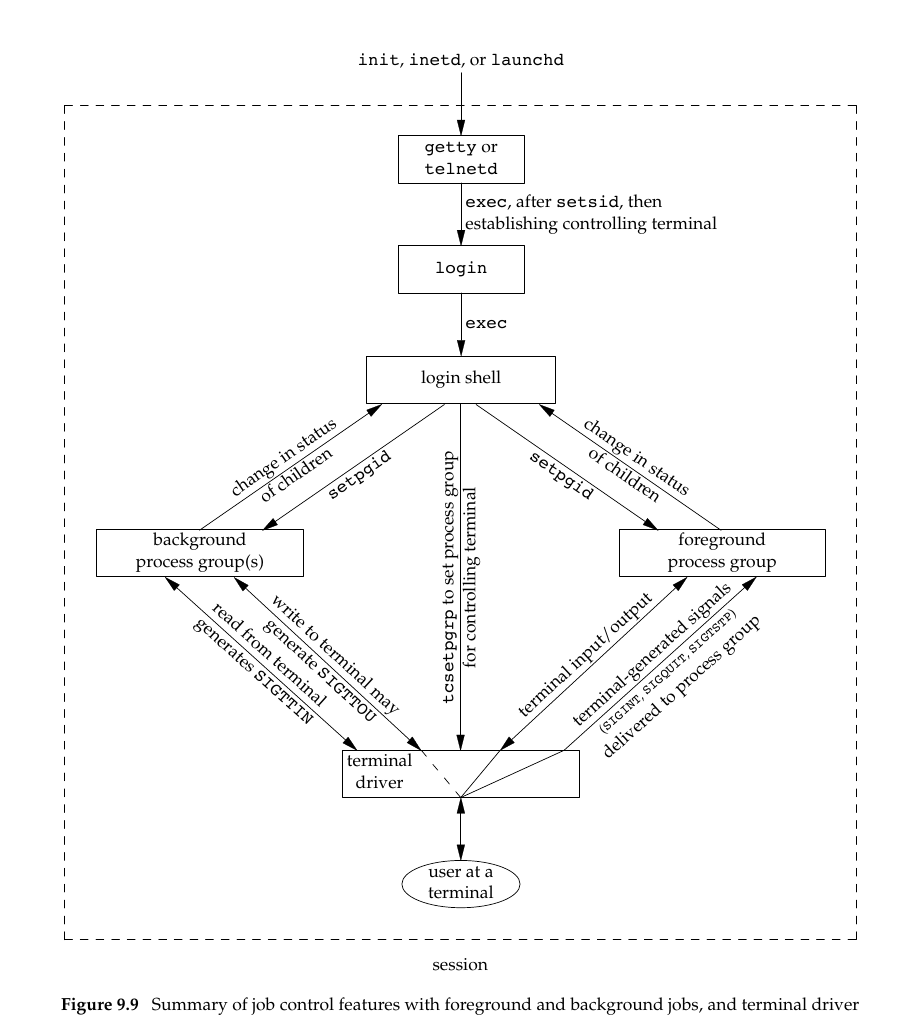 init, inetd, or launchd
getty or
telnetd
exec, after setsid, then
establishing controlling terminal
login
exec
login shell
change in status
of children
setpgid
tcsetpgrp to set process group
for controlling terminal
setpgid
change in status
of children
background
process group(s)
foreground
process group
read from terminal
generates SIGTTIN
write to terminal may
generate SIGTTOU
terminal input/output
terminal-generated signals
(SIGINT, SIGQUIT, SIGTSTP)
delivered to process group
terminal
driver
user at a
terminal
session
Figure 9.9 Summary of job control features with foreground and background jobs, and terminal driver